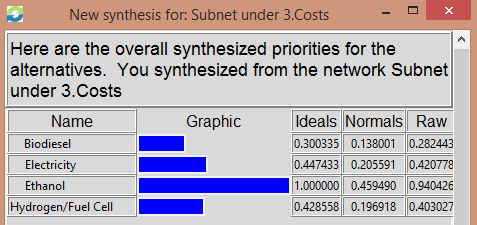 New synthesis for: Subnet under 3.Costs
Here are the overall synthesized priorities for the
alternatives. You synthesized from the network Subnet
under 3.Costs
Name Graphic Ideals Normals Raw
Biodiesel 0.300335 0.138001 0.282443
Electricity 0.447433 0.205591 0.420778
Ethanol 1.000000 0.459490 0.940426
Hydrogen/Fuel Cell 0.428558 0.196918 0.403027